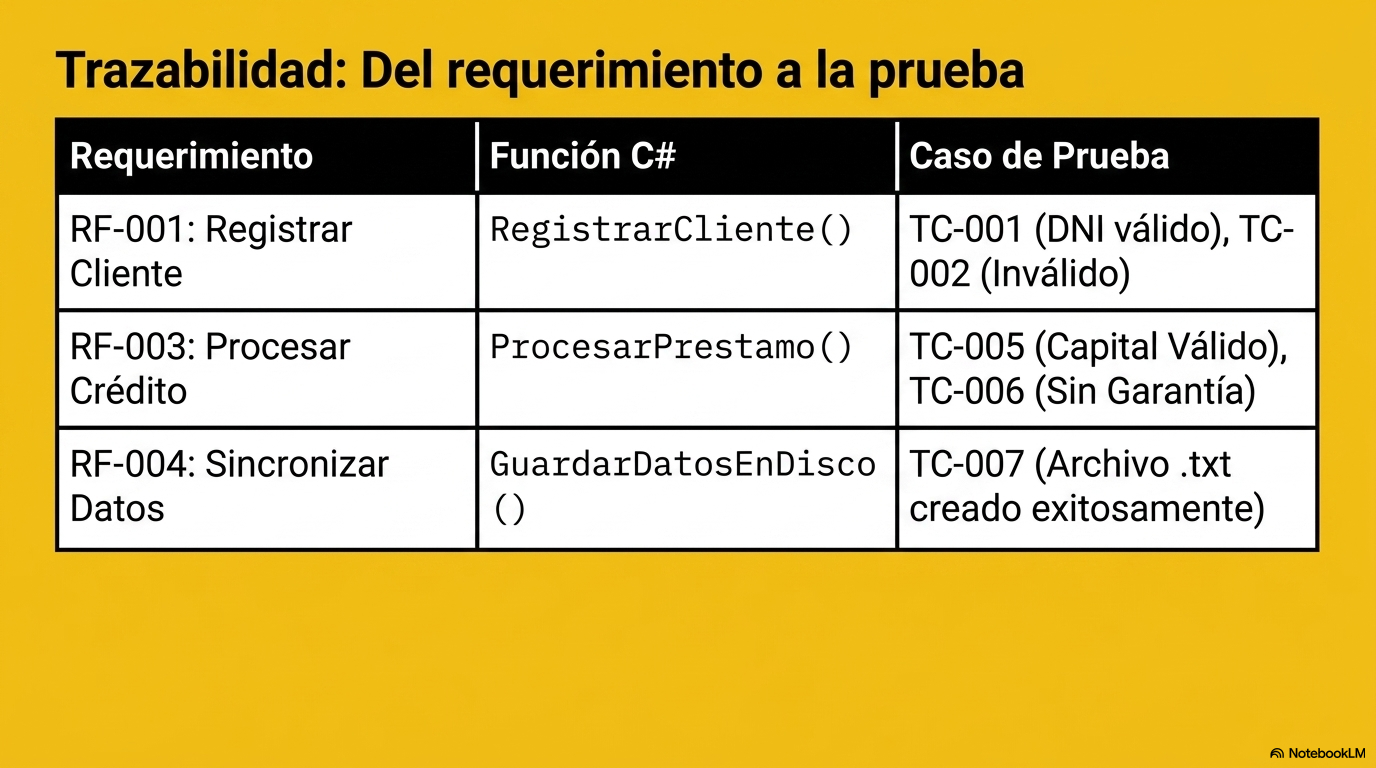 Trazabilidad: Del requerimiento a la prueba
Requerimiento
Función C#
Caso de Prueba
RF-001: Registrar
Cliente
RegistrarCliente()
TC-001 (DNI válido), TC-
002 (Inválido)
RF-003: Procesar
Crédito
ProcesarPrestamo()
TC-005 (Capital Válido),
TC-006 (Sin Garantía)
RF-004: Sincronizar
Datos
GuardarDatosEnDisco
()
TC-007 (Archivo .txt
creado exitosamente)
NotebookLM